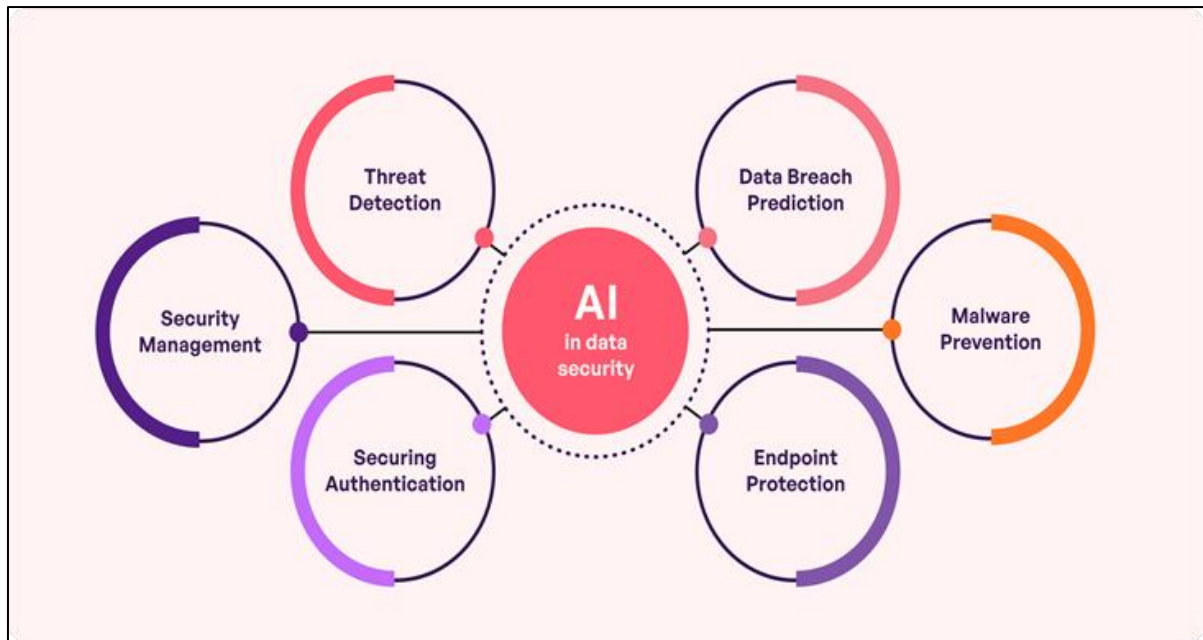 Threat
Detection
Data Breach
Prediction
Security
Management
AI
in data
security
Malware
Prevention
Securing
Authentication
Endpoint
Protection